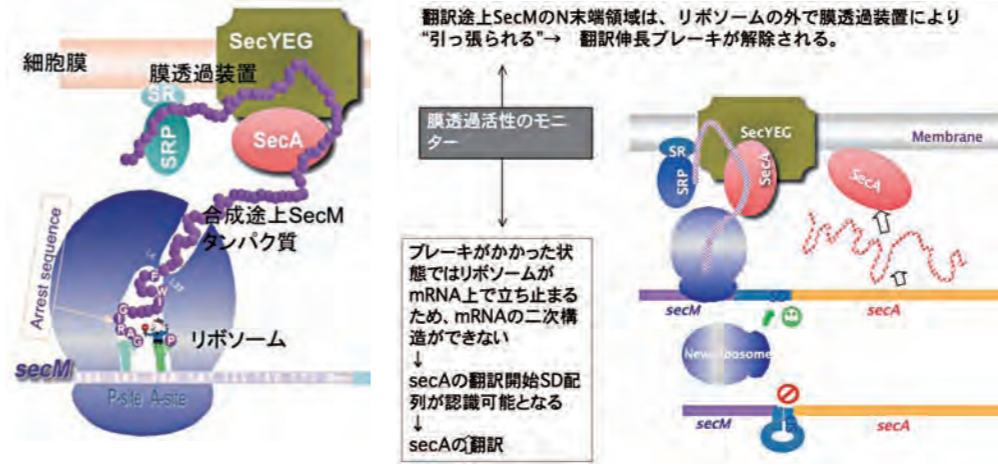 細胞膜
SecYEG
膜透過装置
SR
SRP
SecA
合成途上SecM
タンパク質
Arrest sequence
リボソーム
secM
P-site A-site
翻訳途上SecMのN末端領域は、リボソームの外で膜透過装置により
“引っ張られる”→ 翻訳伸長ブレーキが解除される。
膜透過活性のモニ
ター
ブレーキがかかった状
態ではリボソームが
mRNA上で立ち止まる
ため、mRNAの二次構
造ができない
↓
secAの翻訳開始SD配
列が認識可能となる
↓
secAの翻訳
SecYEG
Membrane
SR
SRP
SecA
SecA
secM
SD
secA
New ribosome
secM
secA